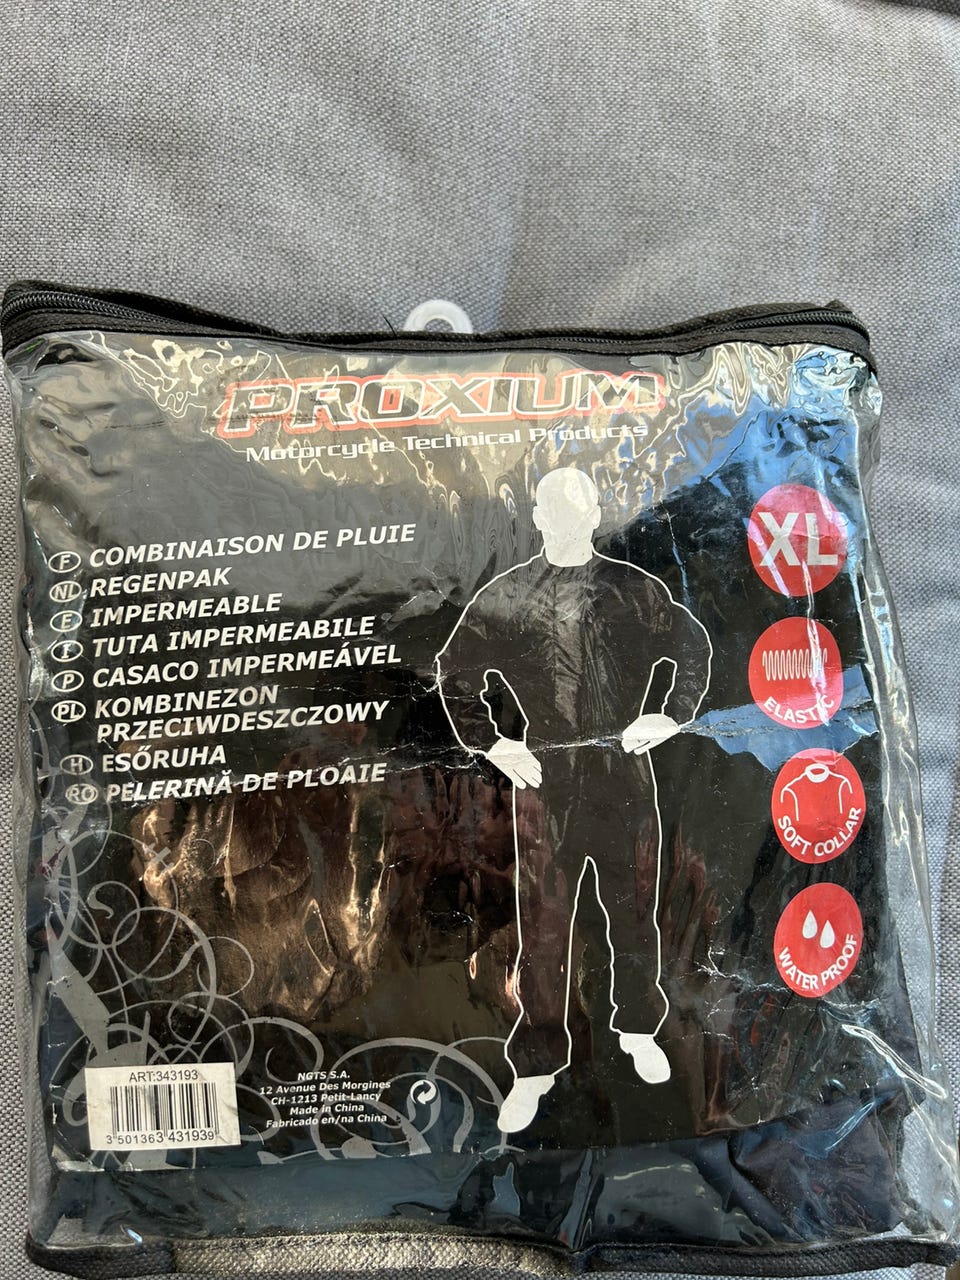 PROXIUM
Motorcycle Technical Products
F COMBINAISON DE PLUIE
NL REGENPAK
E IMPERMEABLE
I TUTA IMPERMEABILE
P CASACO IMPERMEÁVEL
PL KOMBINEZON
PRZECIWDESZCZOWY
H ESŐRUHA
RO PELERINĂ DE PLOAIE
XL
ELASTIC
SOFT COLLAR
WATER PROOF
ART:343193
3 501363 431939
NGTS S.A.
12 Avenue Des Morgines
CH-1213 Petit-Lancy
Made in China
Fabricado en/na China